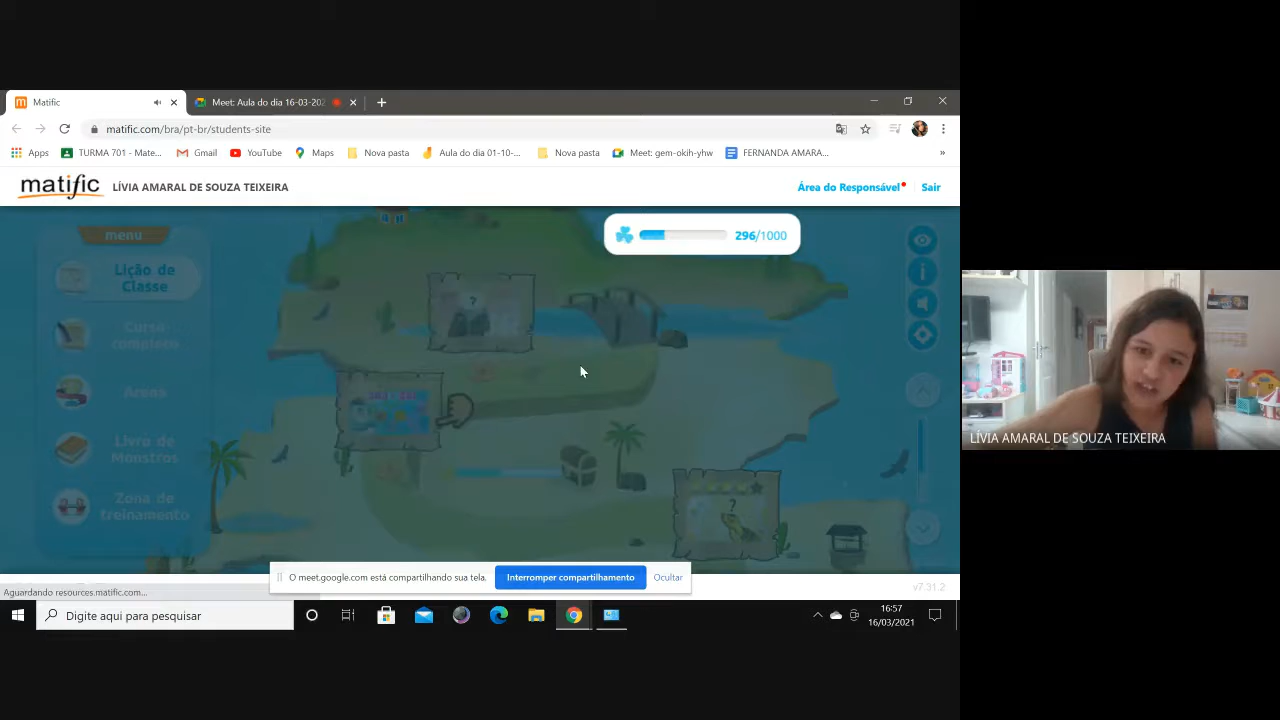 Matific
Meet: Aula do dia 16-03-202
matific.com/bra/pt-br/students-site
Apps
TURMA 701 - Mate...
Gmail
YouTube
Maps
Nova pasta
Aula do dia 01-10-...
Nova pasta
Meet: gem-okih-yhw
FERNANDA AMARA...
»
matific
LÍVIA AMARAL DE SOUZA TEIXEIRA
Área do Responsável
Sair
menu
296/1000
Lição de
Classe
Curso
completo
Arena
Livro de
Monstros
Zona de
treinamento
?
?
LÍVIA AMARAL DE SOUZA TEIXEIRA
O meet.google.com está compartilhando sua tela.
Interromper compartilhamento
Ocultar
v7.31.2
Aguardando resources.matific.com...
Digite aqui para pesquisar
16:57
16/03/2021